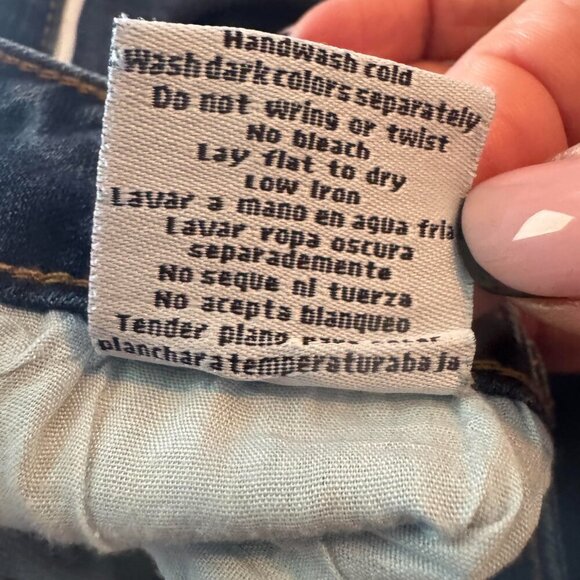 Handwash cold
Wash dark colors separately
Do not wring or twist
No bleach
Lay flat to dry
Low Iron
Lavar a mano en agua fria
Lavar ropa oscura
separademente
No seque ni tuerza
No acepta blanqueo
Tender plano
planchar a temperatura baja